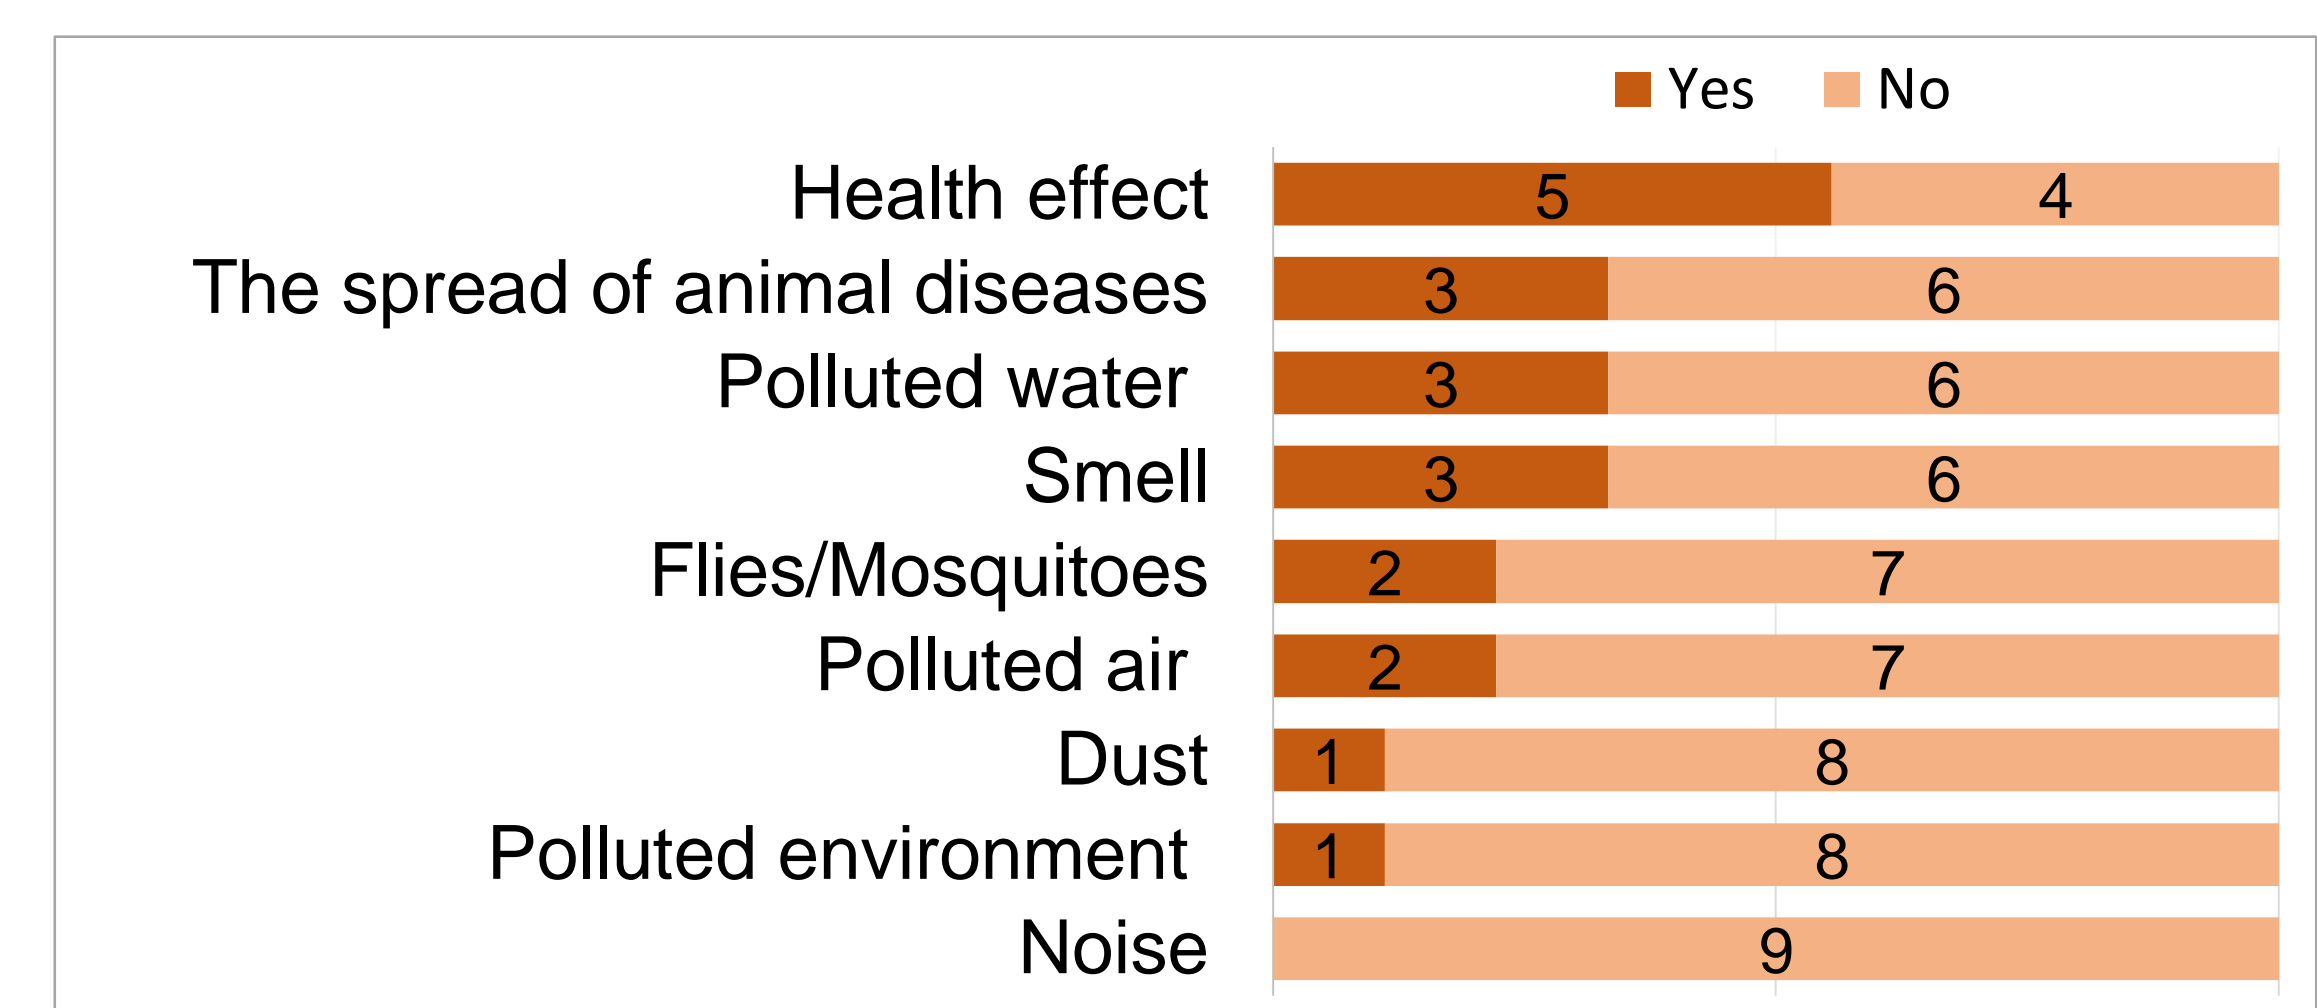 Yes No
Health effect 5 4
The spread of animal diseases 3 6
Polluted water 3 6
Smell 3 6
Flies/Mosquitoes 2 7
Polluted air 2 7
Dust 1 8
Polluted environment 1 8
Noise 9